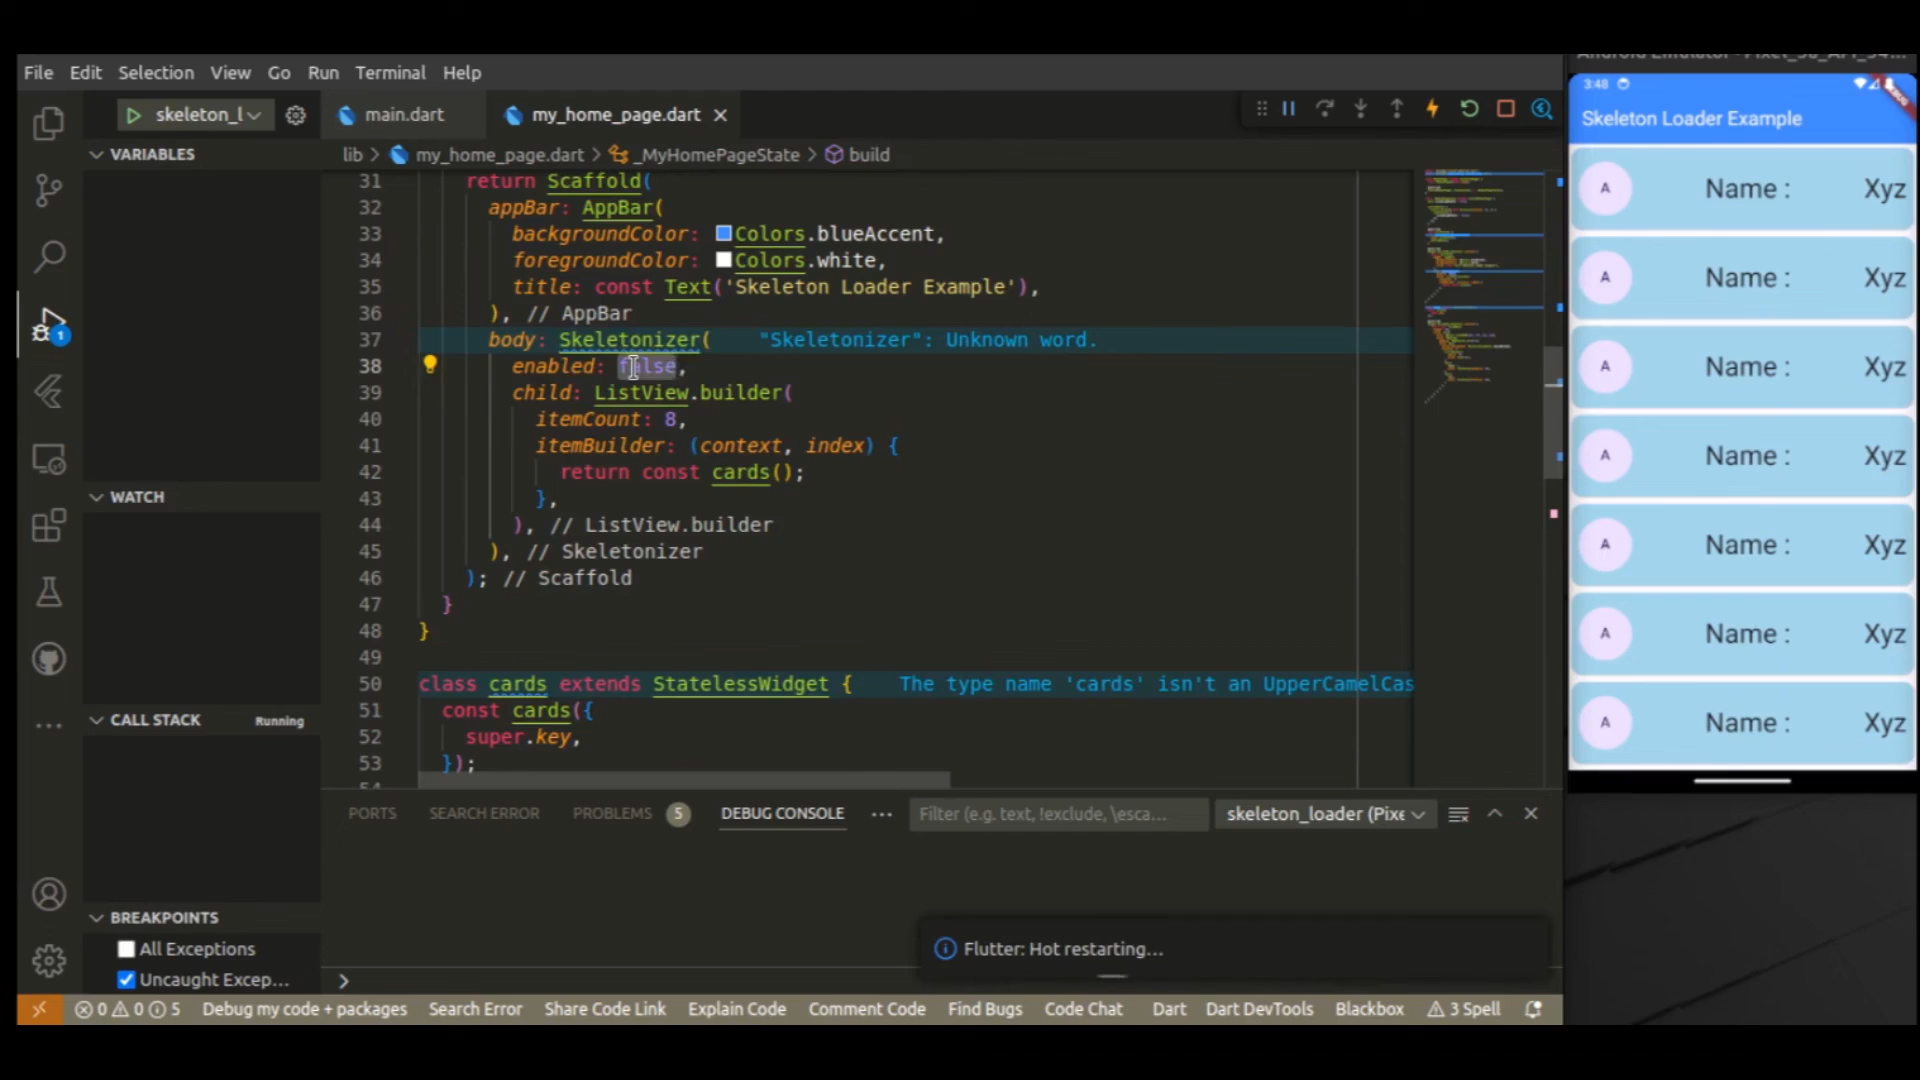 File Edit Selection View Go Run Terminal Help
skeleton_l
main.dart
my_home_page.dart
VARIABLES
WATCH
CALL STACK Running
BREAKPOINTS
All Exceptions
Uncaught Excep...
1
lib > my_home_page.dart > _MyHomePageState > build
31 return Scaffold(
32 appBar: AppBar(
33 backgroundColor: Colors.blueAccent,
34 foregroundColor: Colors.white,
35 title: const Text('Skeleton Loader Example'),
36 ), // AppBar
37 body: Skeletonizer( "Skeletonizer": Unknown word.
38 enabled: false,
39 child: ListView.builder(
40 itemCount: 8,
41 itemBuilder: (context, index) {
42 return const cards();
43 },
44 ), // ListView.builder
45 ), // Skeletonizer
46 ); // Scaffold
47 }
48 }
49
50 class cards extends StatelessWidget { The type name 'cards' isn't an UpperCamelCas
51 const cards({
52 super.key,
53 });
PORTS SEARCH ERROR PROBLEMS 5 DEBUG CONSOLE ... Filter (e.g. text, !exclude, \esca... skeleton_loader (Pixe
Flutter: Hot restarting...
>
0 0 5 Debug my code + packages Search Error Share Code Link Explain Code Comment Code Find Bugs Code Chat Dart Dart DevTools Blackbox 3 Spell
3:48
Skeleton Loader Example
A Name : Xyz
A Name : Xyz
A Name : Xyz
A Name : Xyz
A Name : Xyz
A Name : Xyz
A Name : Xyz